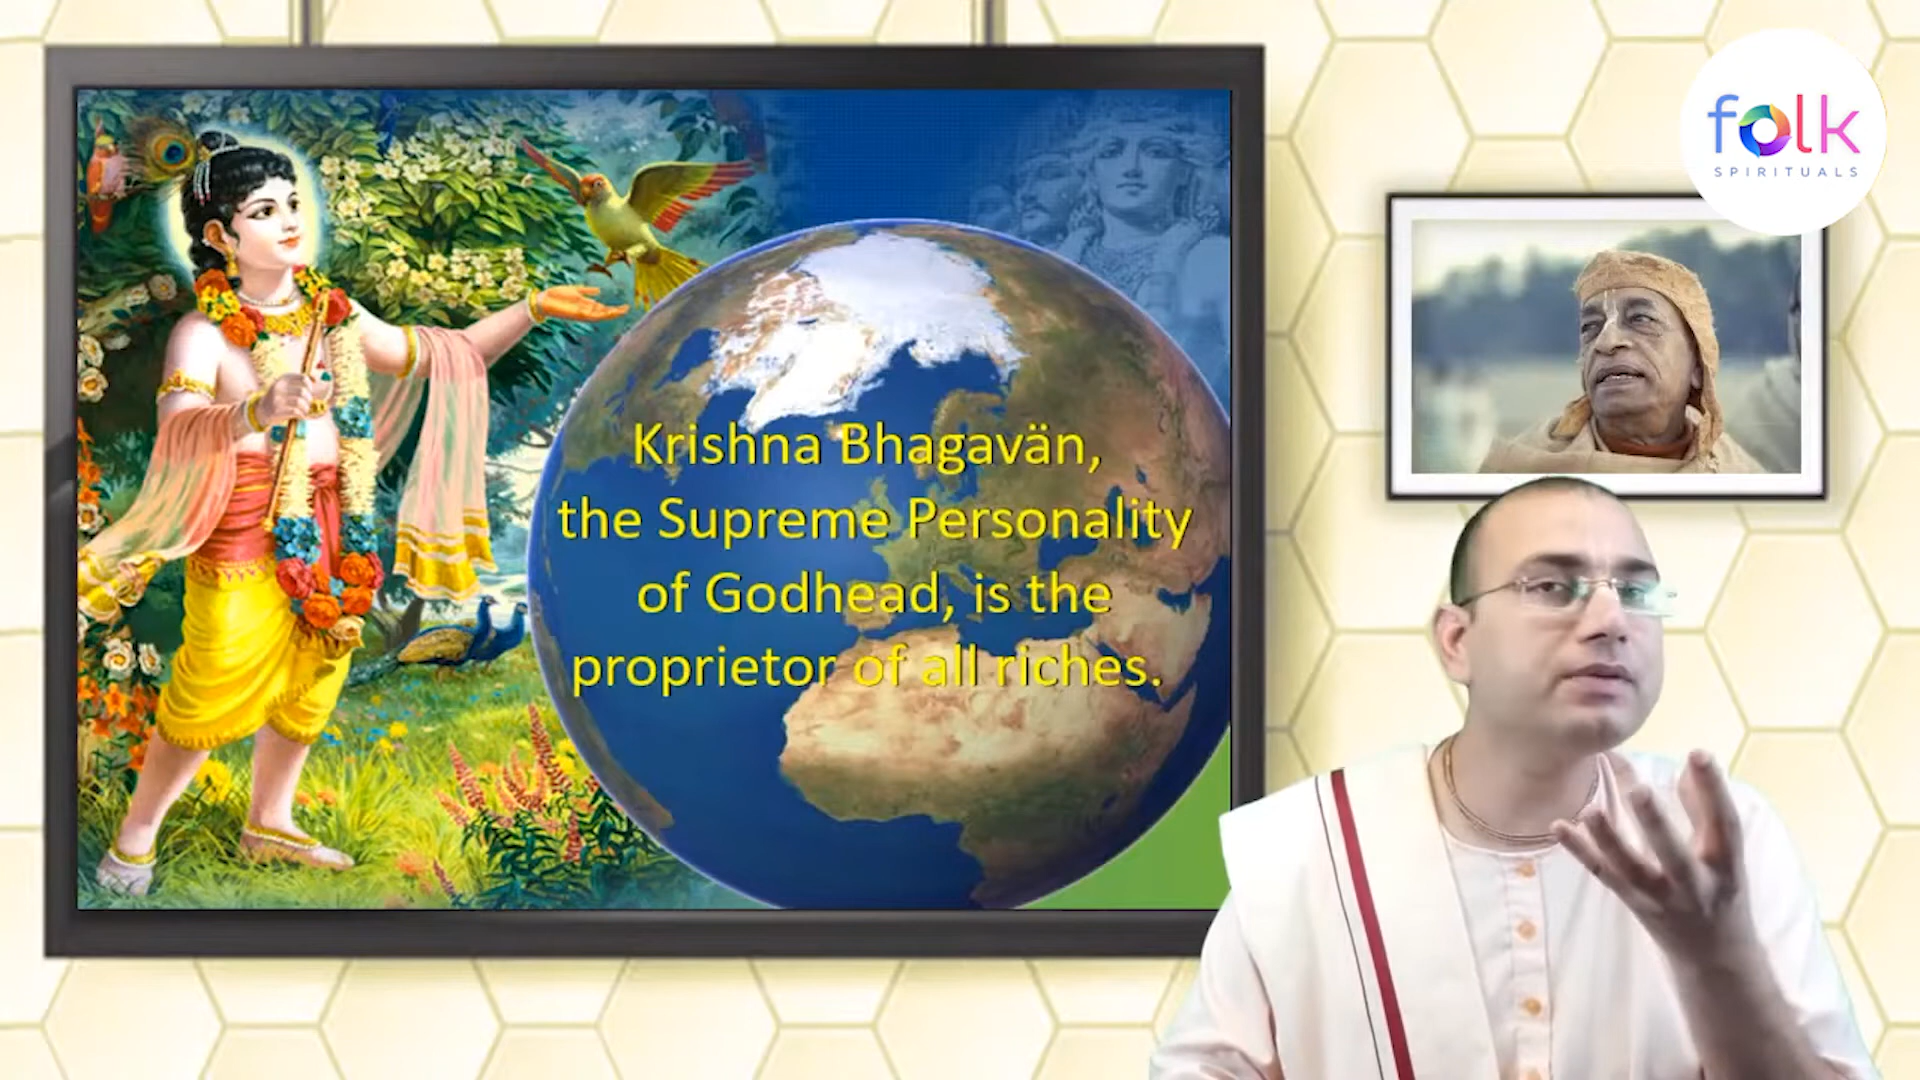 Krishna Bhagavän,
the Supreme Personality
of Godhead, is the
proprietor of all riches.
folk
SPIRITUALS